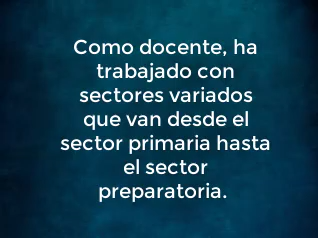 Como docente, ha
trabajado con
sectores variados
que van desde el
sector primaria hasta
el sector
preparatoria.